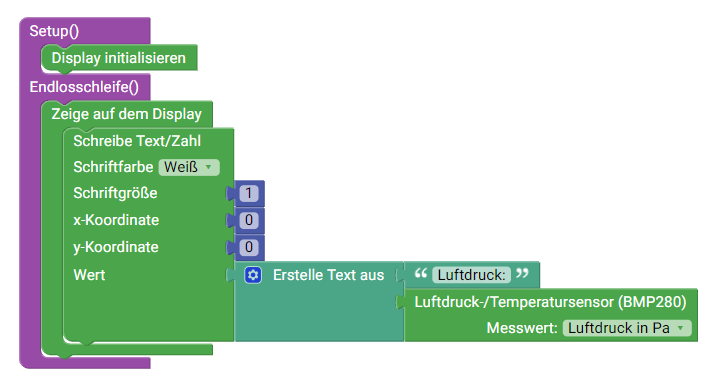 Setup()
Display initialisieren
Endlosschleife()
Zeige auf dem Display
Schreibe Text/Zahl
Schriftfarbe Weiß
Schriftgröße 1
x-Koordinate 0
y-Koordinate 0
Wert Erstelle Text aus “ Luftdruck: ”
Luftdruck-/Temperatursensor (BMP280)
Messwert: Luftdruck in Pa